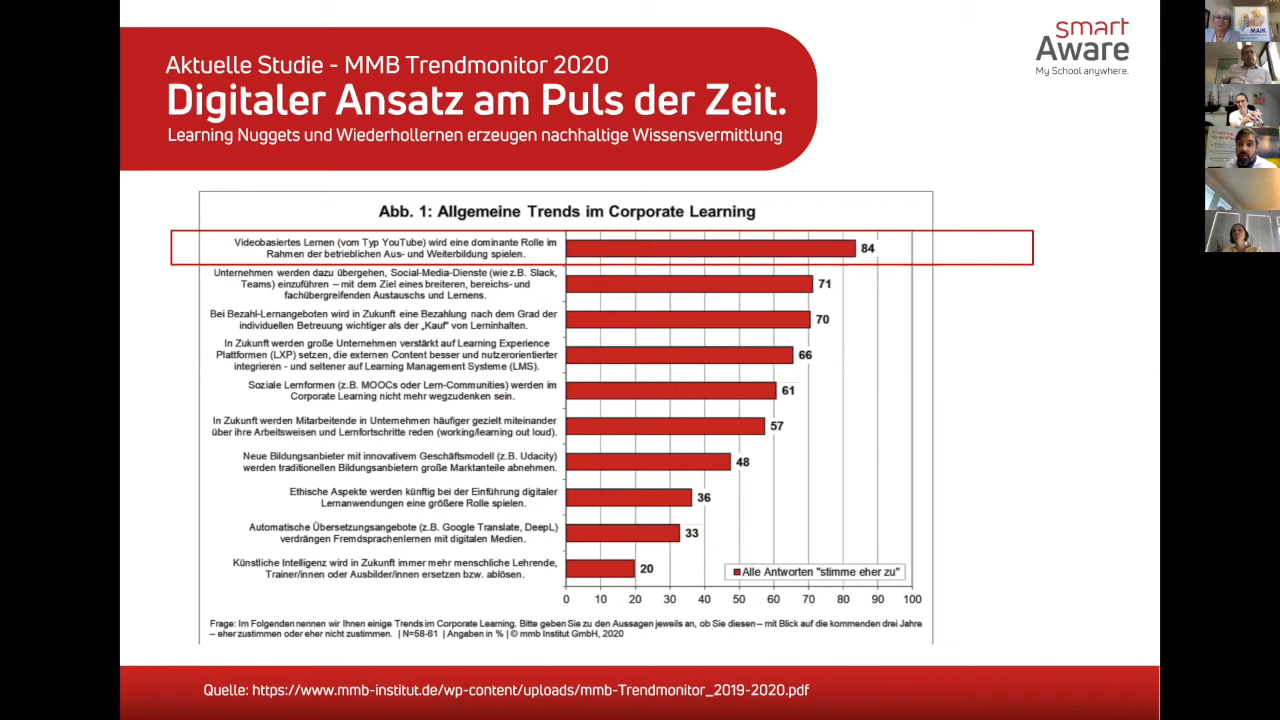 smart
Aware
My School anywhere.
Aktuelle Studie - MMB Trendmonitor 2020
Digitaler Ansatz am Puls der Zeit.
Learning Nuggets und Wiederhollernen erzeugen nachhaltige Wissensvermittlung
Abb. 1: Allgemeine Trends im Corporate Learning
Videobasiertes Lernen (vom Typ YouTube) wird eine dominante Rolle im
Rahmen der betrieblichen Aus- und Weiterbildung spielen.
84
Unternehmen werden dazu übergehen, Social-Media-Dienste (wie z.B. Slack,
Teams) einzuführen – mit dem Ziel eines breiteren, bereichs- und
fachübergreifenden Austauschs und Lernens.
71
Bei Bezahl-Lernangeboten wird in Zukunft eine Bezahlung nach dem Grad der
individuellen Betreuung wichtiger als der „Kauf" von Lerninhalten.
70
In Zukunft werden große Unternehmen verstärkt auf Learning Experience
Plattformen (LXP) setzen, die externen Content besser und nutzerorientierter
integrieren - und seltener auf Learning Management Systeme (LMS).
66
Soziale Lernformen (z.B. MOOCs oder Lern-Communities) werden im
Corporate Learning nicht mehr wegzudenken sein.
61
In Zukunft werden Mitarbeitende in Unternehmen häufiger gezielt miteinander
über ihre Arbeitsweisen und Lernfortschritte reden (working/learning out loud).
57
Neue Bildungsanbieter mit innovativem Geschäftsmodell (z.B. Udacity)
werden traditionellen Bildungsanbietern große Marktanteile abnehmen.
48
Ethische Aspekte werden künftig bei der Einführung digitaler
Lernanwendungen eine größere Rolle spielen.
36
Automatische Übersetzungsangebote (z.B. Google Translate, DeepL)
verdrängen Fremdsprachenlernen mit digitalen Medien.
33
Künstliche Intelligenz wird in Zukunft immer mehr menschliche Lehrende,
Trainer/innen oder Ausbilder/innen ersetzen bzw. ablösen.
20
Alle Antworten "stimme eher zu"
0 10 20 30 40 50 60 70 80 90 100
Frage: Im Folgenden nennen wir Ihnen einige Trends im Corporate Learning. Bitte geben Sie zu den Aussagen jeweils an, ob Sie diesen – mit Blick auf die kommenden drei Jahre
– eher zustimmen oder eher nicht zustimmen. | N=58-61 | Angaben in % | © mmb Institut GmbH, 2020
Quelle: https://www.mmb-institut.de/wp-content/uploads/mmb-Trendmonitor_2019-2020.pdf
MAIK